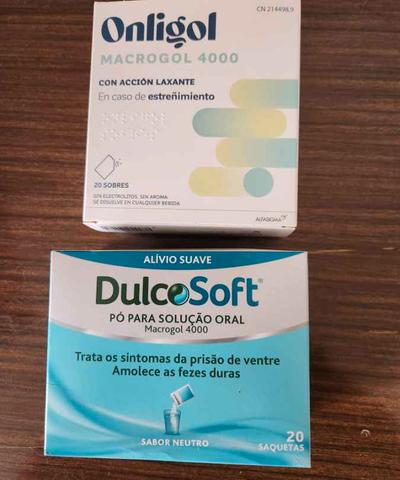 CN 214498.9
Onligol
MACROGOL 4000
CON ACCIÓN LAXANTE
En caso de estreñimiento
20 SOBRES
SIN ELECTROLITOS, SIN AROMA
SE DISUELVE EN CUALQUIER BEBIDA
ALFASIGMA
ALÍVIO SUAVE
DulcoSoft®
PÓ PARA SOLUÇÃO ORAL
Macrogol 4000
Trata os sintomas da prisão de ventre
Amolece as fezes duras
SABOR NEUTRO
20
SAQUETAS